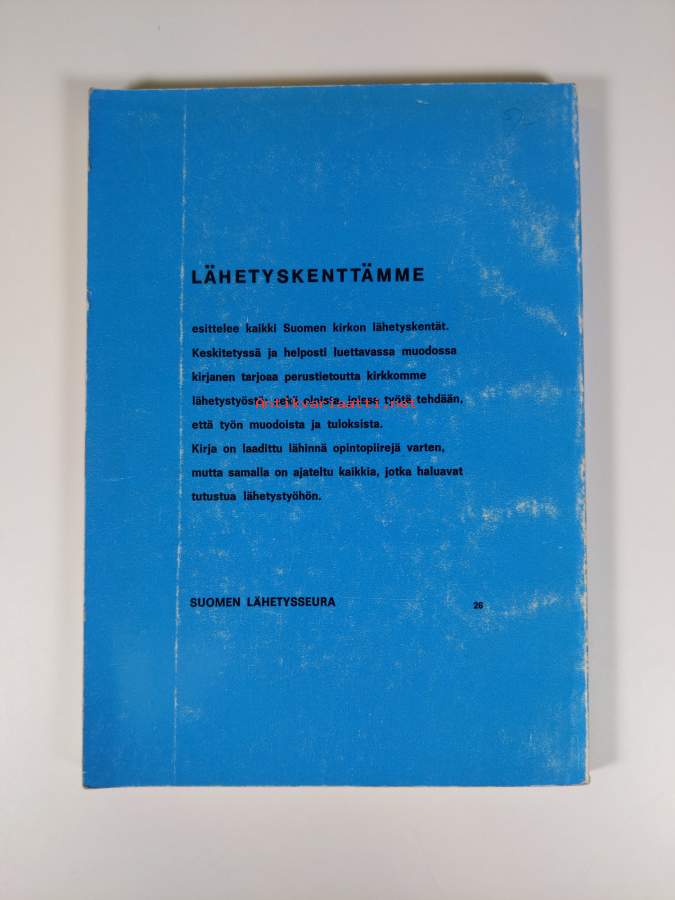 LÄHETYSKENTTÄMME
esittelee kaikki Suomen kirkon lähetyskentät.
Keskitetyssä ja helposti luettavassa muodossa
kirjanen tarjoaa perustietoutta kirkkomme
lähetystyöstä sekä oloista, joissa työtä tehdään,
Antikvariaatti.net
että työn muodoista ja tuloksista.
Kirja on laadittu lähinnä opintopiirejä varten,
mutta samalla on ajateltu kaikkia, jotka haluavat
tutustua lähetystyöhön.
SUOMEN LÄHETYSSEURA
26